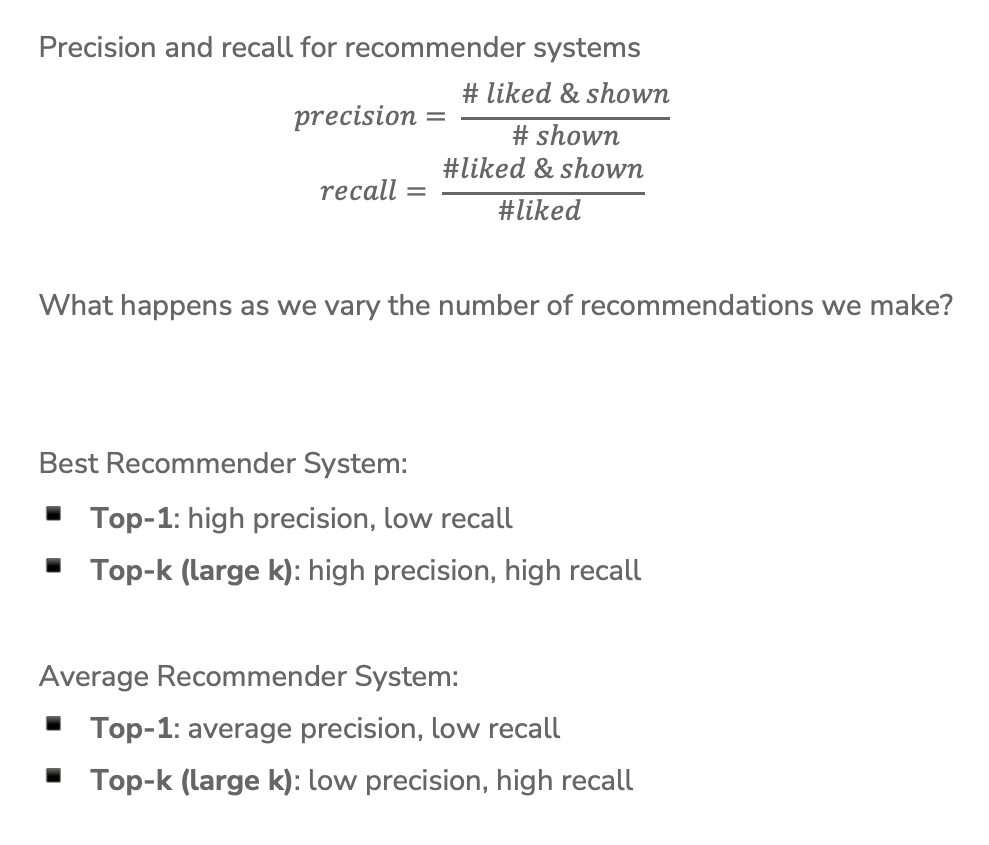 Precision and recall for recommender systems
precision = # liked & shown / # shown
recall = #liked & shown / #liked
What happens as we vary the number of recommendations we make?
Best Recommender System:
▪ Top-1: high precision, low recall
▪ Top-k (large k): high precision, high recall
Average Recommender System:
▪ Top-1: average precision, low recall
▪ Top-k (large k): low precision, high recall